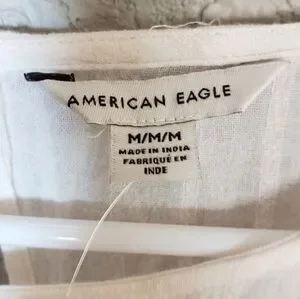 AMERICAN EAGLE
M/M/M
MADE IN INDIA
FABRIQUÉ EN
INDE